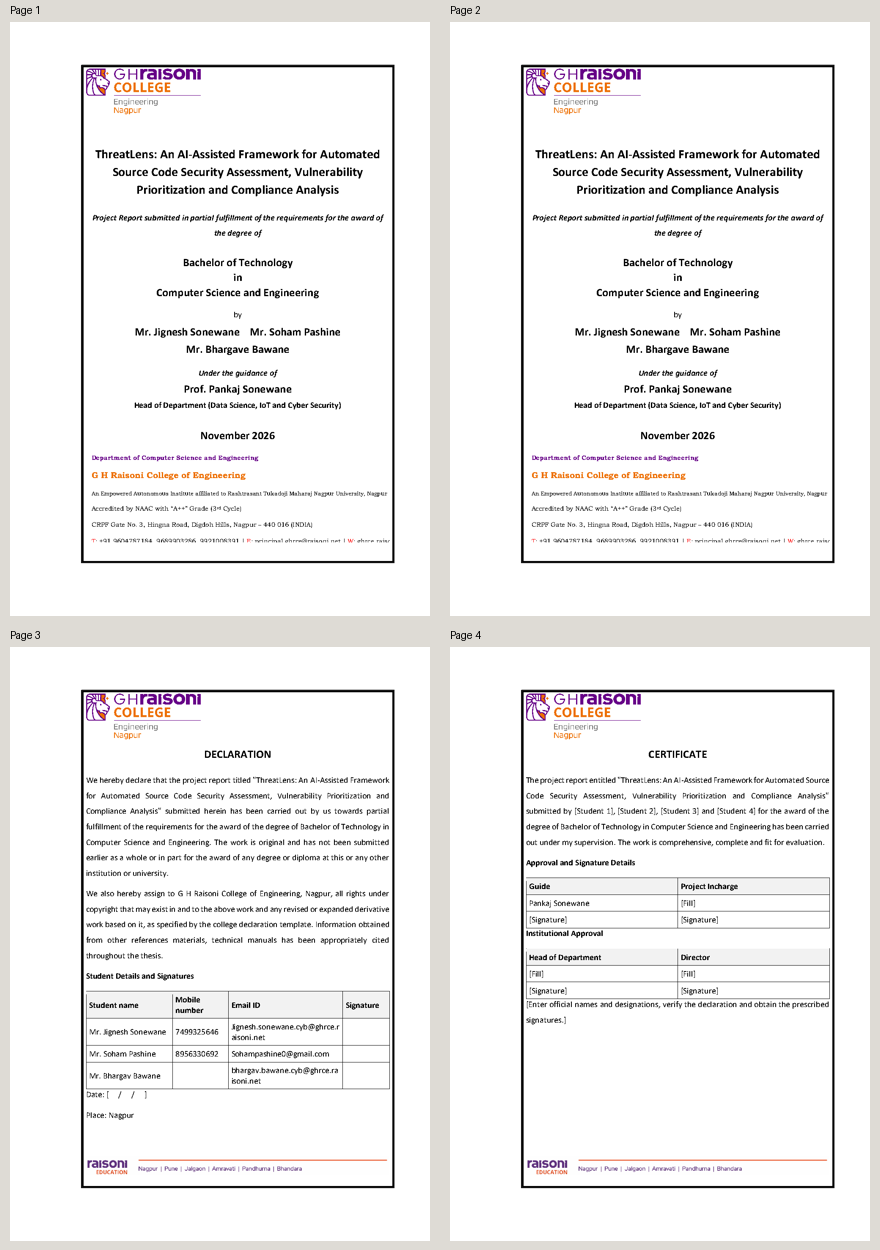 Page 1
GHraisoni
COLLEGE
Engineering
Nagpur
ThreatLens: An AI-Assisted Framework for Automated
Source Code Security Assessment, Vulnerability
Prioritization and Compliance Analysis
Project Report submitted in partial fulfillment of the requirements for the award of
the degree of
Bachelor of Technology
in
Computer Science and Engineering
by
Mr. Jignesh Sonewane Mr. Soham Pashine
Mr. Bhargave Bawane
Under the guidance of
Prof. Pankaj Sonewane
Head of Department (Data Science, IoT and Cyber Security)
November 2026
Department of Computer Science and Engineering
G H Raisoni College of Engineering
An Empowered Autonomous Institute affiliated to Rashtrasant Tukadoji Maharaj Nagpur University, Nagpur
Accredited by NAAC with "A++" Grade (3rd Cycle)
CRPF Gate No. 3, Hingna Road, Digdoh Hills, Nagpur – 440 016 (INDIA)
T: +91 9604787184, 9689903286, 9921008391 | E: principal.ghrce@raisoni.net | W: ghrce.raiso
Page 2
GHraisoni
COLLEGE
Engineering
Nagpur
ThreatLens: An AI-Assisted Framework for Automated
Source Code Security Assessment, Vulnerability
Prioritization and Compliance Analysis
Project Report submitted in partial fulfillment of the requirements for the award of
the degree of
Bachelor of Technology
in
Computer Science and Engineering
by
Mr. Jignesh Sonewane Mr. Soham Pashine
Mr. Bhargave Bawane
Under the guidance of
Prof. Pankaj Sonewane
Head of Department (Data Science, IoT and Cyber Security)
November 2026
Department of Computer Science and Engineering
G H Raisoni College of Engineering
An Empowered Autonomous Institute affiliated to Rashtrasant Tukadoji Maharaj Nagpur University, Nagpur
Accredited by NAAC with "A++" Grade (3rd Cycle)
CRPF Gate No. 3, Hingna Road, Digdoh Hills, Nagpur – 440 016 (INDIA)
T: +91 9604787184, 9689903286, 9921008391 | E: principal.ghrce@raisoni.net | W: ghrce.raiso
Page 3
GHraisoni
COLLEGE
Engineering
Nagpur
DECLARATION
We hereby declare that the project report titled "ThreatLens: An AI-Assisted Framework
for Automated Source Code Security Assessment, Vulnerability Prioritization and
Compliance Analysis" submitted herein has been carried out by us towards partial
fulfillment of the requirements for the award of the degree of Bachelor of Technology in
Computer Science and Engineering. The work is original and has not been submitted
earlier as a whole or in part for the award of any degree or diploma at this or any other
institution or university.
We also hereby assign to G H Raisoni College of Engineering, Nagpur, all rights under
copyright that may exist in and to the above work and any revised or expanded derivative
work based on it, as specified by the college declaration template. Information obtained
from other references materials, technical manuals has been appropriately cited
throughout the thesis.
Student Details and Signatures
Student name Mobile number Email ID Signature
Mr. Jignesh Sonewane 7499325646 Jignesh.sonewane.cyb@ghrce.r
aisoni.net
Mr. Soham Pashine 8956330692 Sohampashine0@gmail.com
Mr. Bhargav Bawane bhargav.bawane.cyb@ghrce.ra
isoni.net
Date: [ / / ]
Place: Nagpur
raisoni
EDUCATION
Nagpur | Pune | Jalgaon | Amravati | Pandhurna | Bhandara
Page 4
GHraisoni
COLLEGE
Engineering
Nagpur
CERTIFICATE
The project report entitled "ThreatLens: An AI-Assisted Framework for Automated Source
Code Security Assessment, Vulnerability Prioritization and Compliance Analysis"
submitted by [Student 1], [Student 2], [Student 3] and [Student 4] for the award of the
degree of Bachelor of Technology in Computer Science and Engineering has been carried
out under my supervision. The work is comprehensive, complete and fit for evaluation.
Approval and Signature Details
Guide Project Incharge
Pankaj Sonewane [Fill]
[Signature] [Signature]
Institutional Approval
Head of Department Director
[Fill] [Fill]
[Signature] [Signature]
[Enter official names and designations, verify the declaration and obtain the prescribed
signatures.]
raisoni
EDUCATION
Nagpur | Pune | Jalgaon | Amravati | Pandhurna | Bhandara